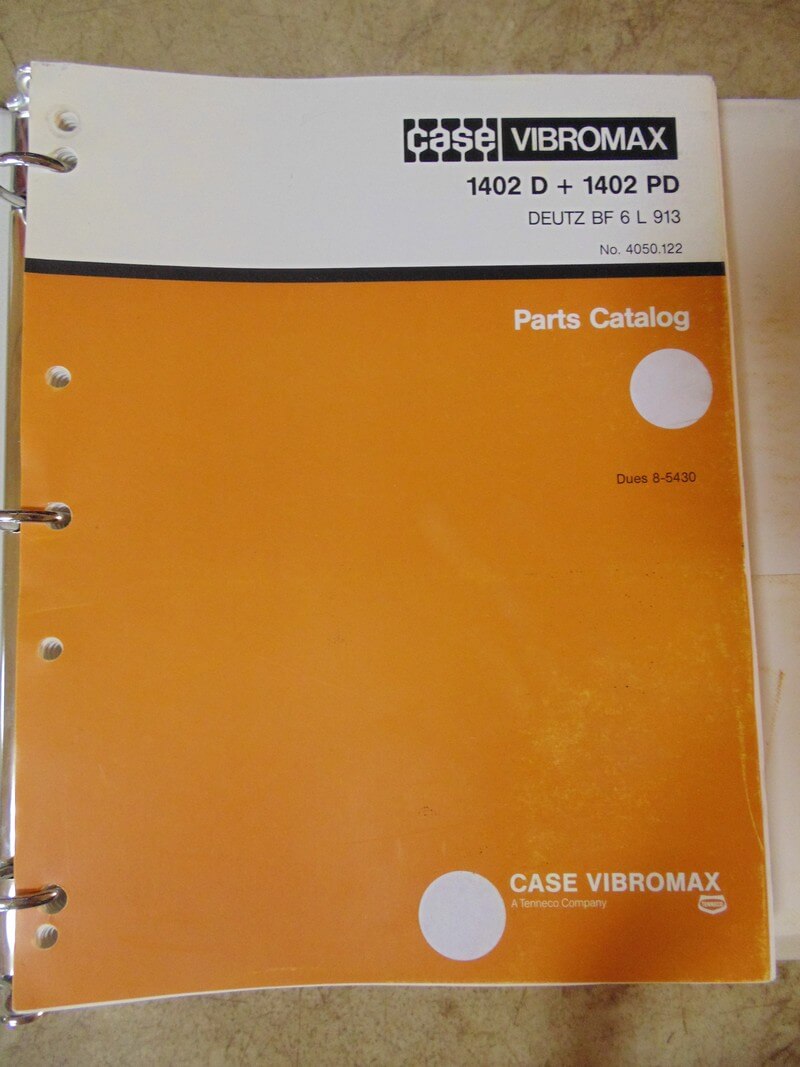 case VIBROMAX
1402 D + 1402 PD
DEUTZ BF 6 L 913
No. 4050.122
Parts Catalog
Dues 8-5430
CASE VIBROMAX
A Tenneco Company
TENNECO